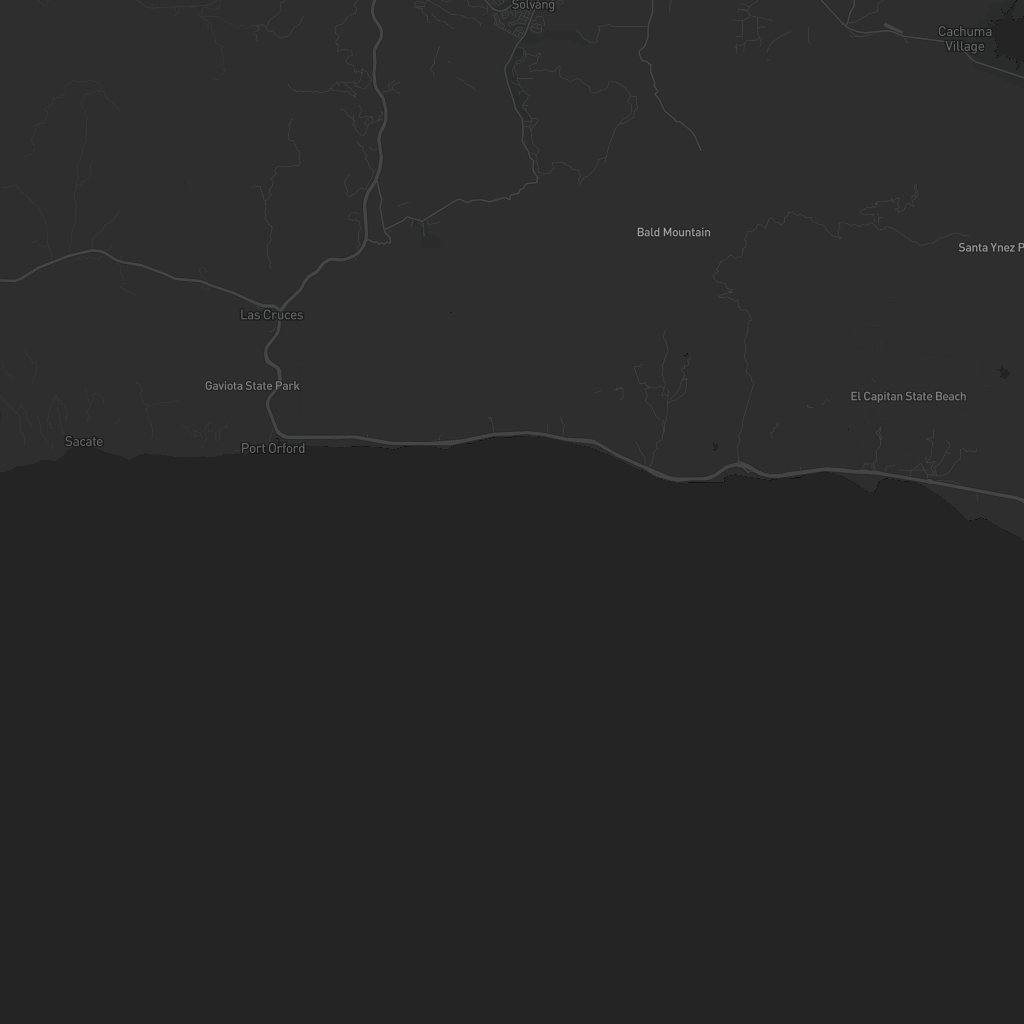 Solvang
Cachuma
Village
Bald Mountain
Santa Ynez P
Las Cruces
Gaviota State Park
El Capitan State Beach
Sacate
Port Orford